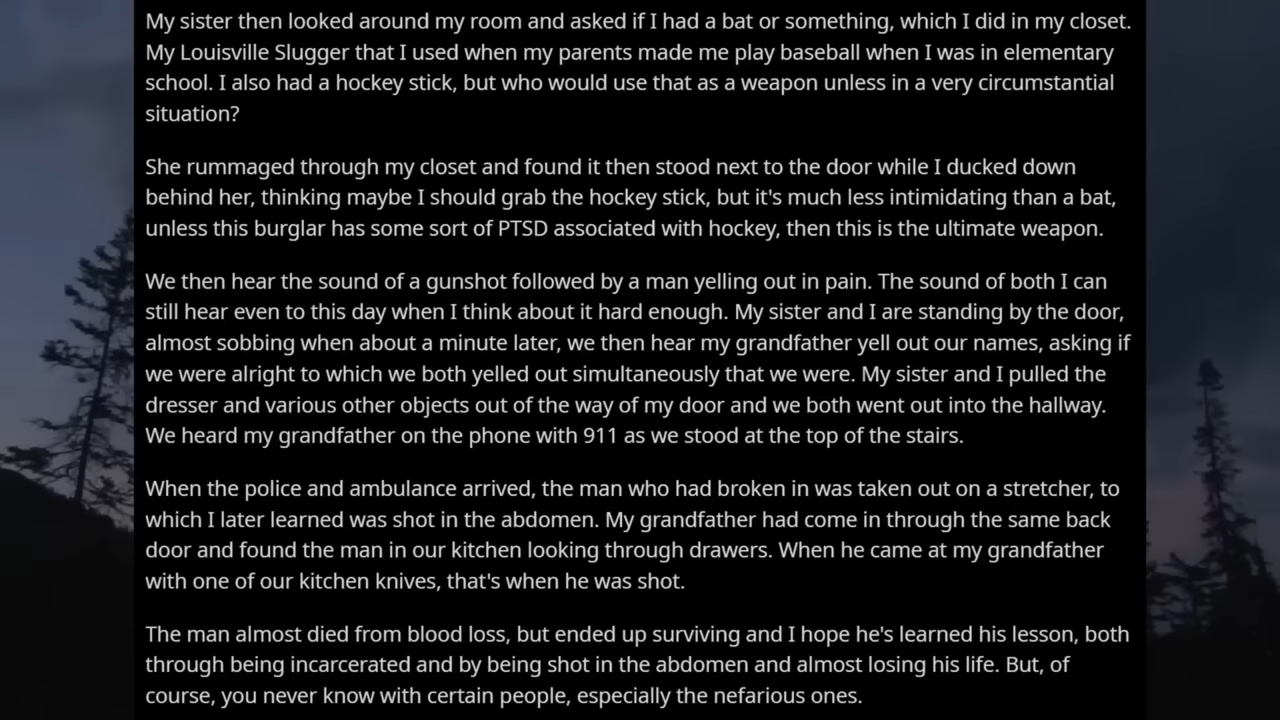 My sister then looked around my room and asked if I had a bat or something, which I did in my closet.
My Louisville Slugger that I used when my parents made me play baseball when I was in elementary
school. I also had a hockey stick, but who would use that as a weapon unless in a very circumstantial
situation?
She rummaged through my closet and found it then stood next to the door while I ducked down
behind her, thinking maybe I should grab the hockey stick, but it's much less intimidating than a bat,
unless this burglar has some sort of PTSD associated with hockey, then this is the ultimate weapon.
We then hear the sound of a gunshot followed by a man yelling out in pain. The sound of both I can
still hear even to this day when I think about it hard enough. My sister and I are standing by the door,
almost sobbing when about a minute later, we then hear my grandfather yell out our names, asking if
we were alright to which we both yelled out simultaneously that we were. My sister and I pulled the
dresser and various other objects out of the way of my door and we both went out into the hallway.
We heard my grandfather on the phone with 911 as we stood at the top of the stairs.
When the police and ambulance arrived, the man who had broken in was taken out on a stretcher, to
which I later learned was shot in the abdomen. My grandfather had come in through the same back
door and found the man in our kitchen looking through drawers. When he came at my grandfather
with one of our kitchen knives, that's when he was shot.
The man almost died from blood loss, but ended up surviving and I hope he's learned his lesson, both
through being incarcerated and by being shot in the abdomen and almost losing his life. But, of
course, you never know with certain people, especially the nefarious ones.